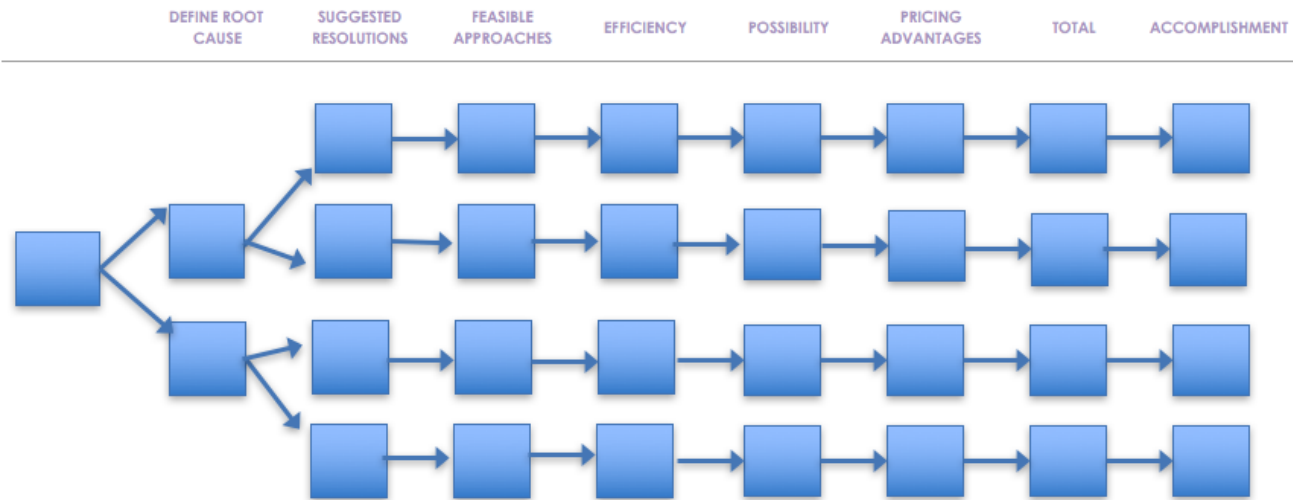 DEFINE ROOT
CAUSE
SUGGESTED
RESOLUTIONS
FEASIBLE
APPROACHES
EFFICIENCY
POSSIBILITY
PRICING
ADVANTAGES
TOTAL
ACCOMPLISHMENT